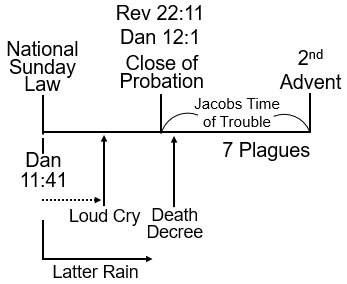 Rev 22:11
Dan 12:1
National
Sunday
Law
Close of
Probation
2nd
Advent
Jacobs Time
of Trouble
7 Plagues
Dan
11:41
Loud Cry
Death
Decree
Latter Rain